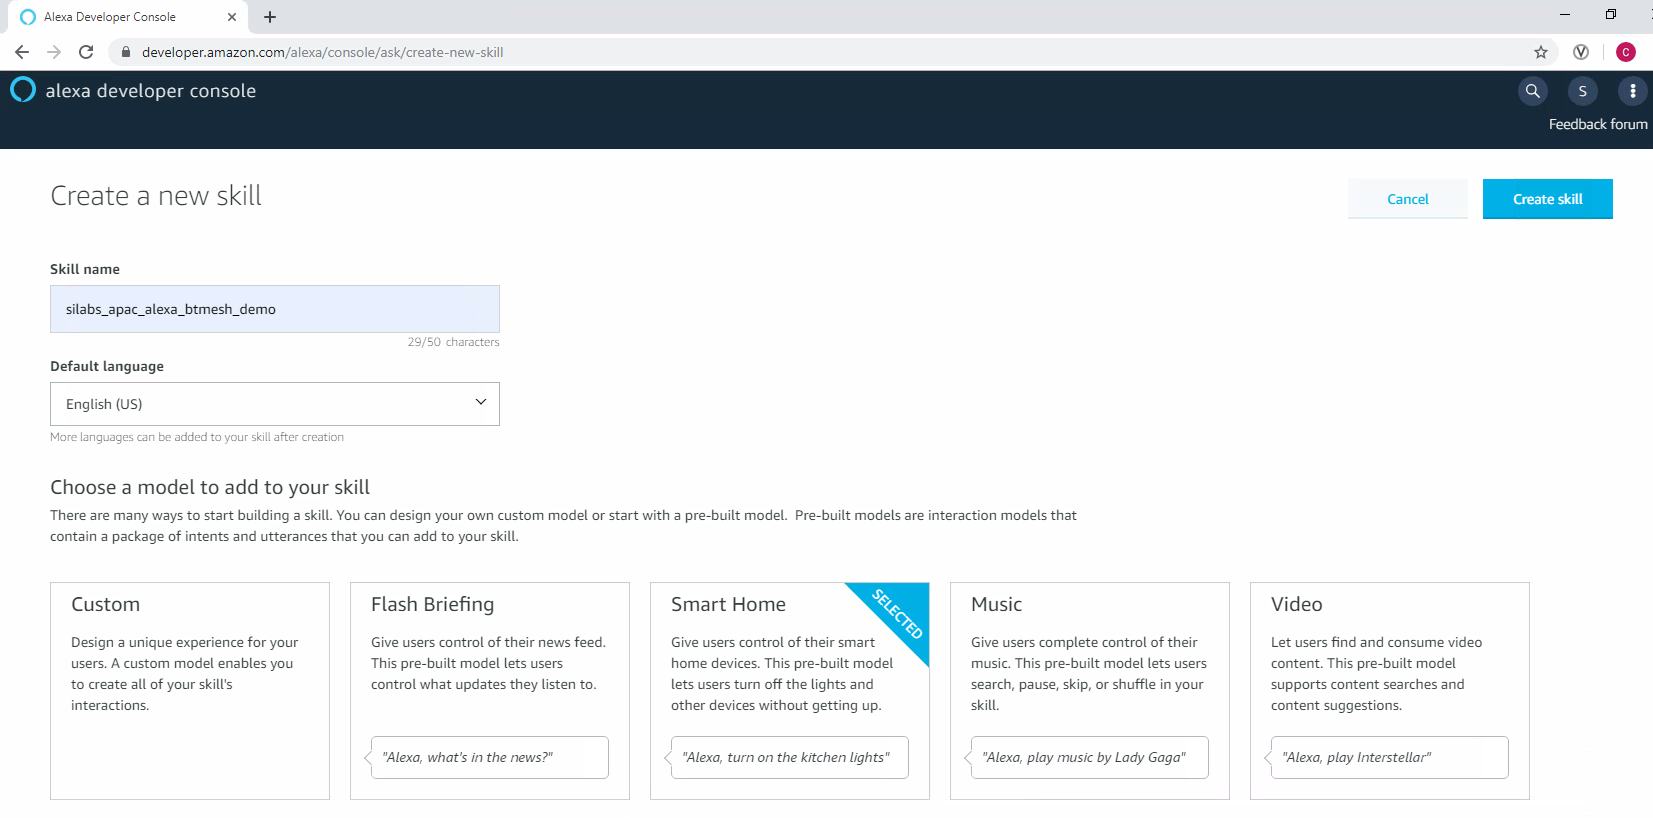 Alexa Developer Console
developer.amazon.com/alexa/console/ask/create-new-skill
V
C
alexa developer console
S
Feedback forum
Create a new skill
Cancel
Create skill
Skill name
silabs_apac_alexa_btmesh_demo
29/50 characters
Default language
English (US)
More languages can be added to your skill after creation
Choose a model to add to your skill
There are many ways to start building a skill. You can design your own custom model or start with a pre-built model. Pre-built models are interaction models that
contain a package of intents and utterances that you can add to your skill.
Custom
Design a unique experience for your
users. A custom model enables you
to create all of your skill's
interactions.
Flash Briefing
Give users control of their news feed.
This pre-built model lets users
control what updates they listen to.
"Alexa, what's in the news?"
Smart Home
SELECTED
Give users control of their smart
home devices. This pre-built model
lets users turn off the lights and
other devices without getting up.
"Alexa, turn on the kitchen lights"
Music
Give users complete control of their
music. This pre-built model lets users
search, pause, skip, or shuffle in your
skill.
"Alexa, play music by Lady Gaga"
Video
Let users find and consume video
content. This pre-built model
supports content searches and
content suggestions.
"Alexa, play Interstellar"